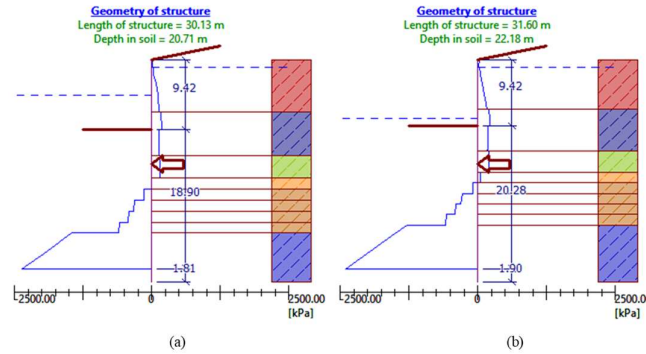 Geometry of structure
Length of structure = 30.13 m
Depth in soil = 20.71 m
9.42
18.90
1.81
-2500.00
0
2500.00
[kPa]
(a)
Geometry of structure
Length of structure = 31.60 m
Depth in soil = 22.18 m
9.42
20.28
1.90
-2500.00
0
2500.00
[kPa]
(b)